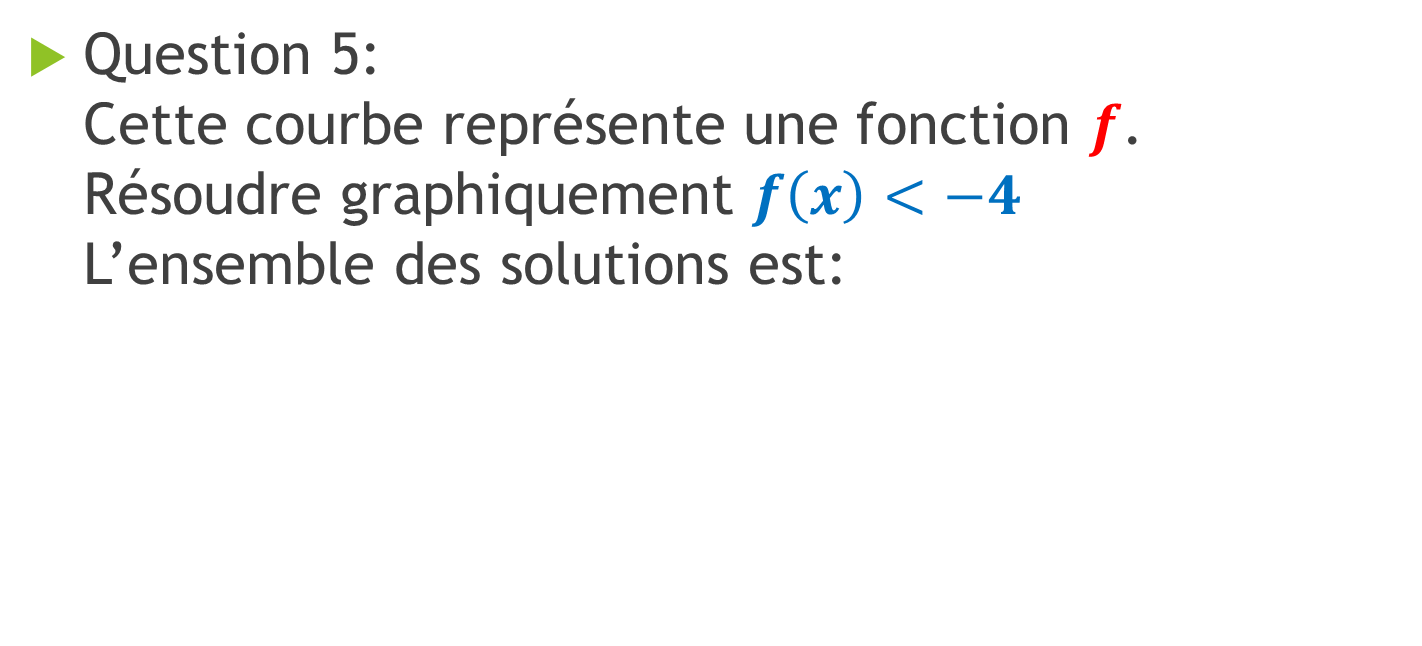 Question 5:
Cette courbe représente une fonction f.
Résoudre graphiquement f(x) < −4
L’ensemble des solutions est: